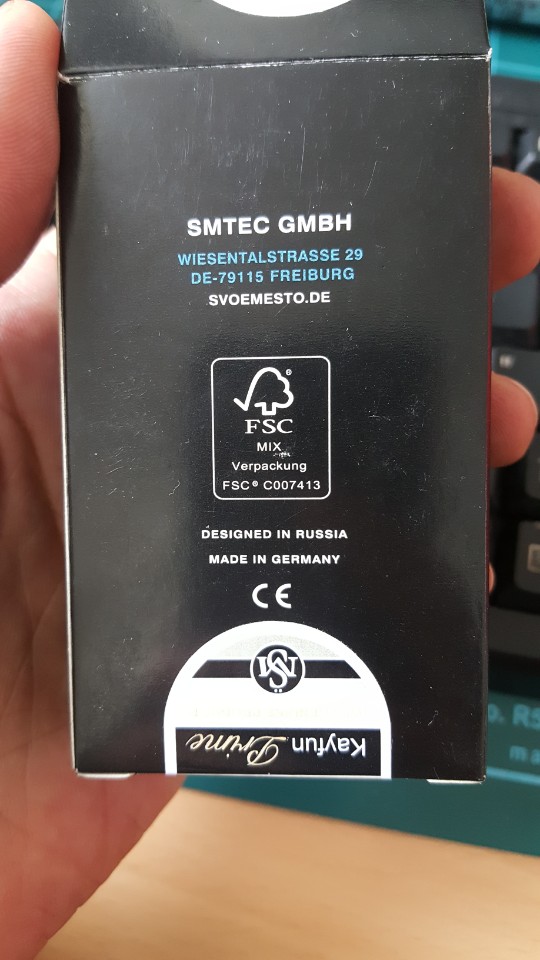 SMTEC GMBH
WIESENTALSTRASSE 29
DE-79115 FREIBURG
SVOEMESTO.DE
FSC
MIX
Verpackung
FSC® C007413
DESIGNED IN RUSSIA
MADE IN GERMANY
CE
Kayfun Prime